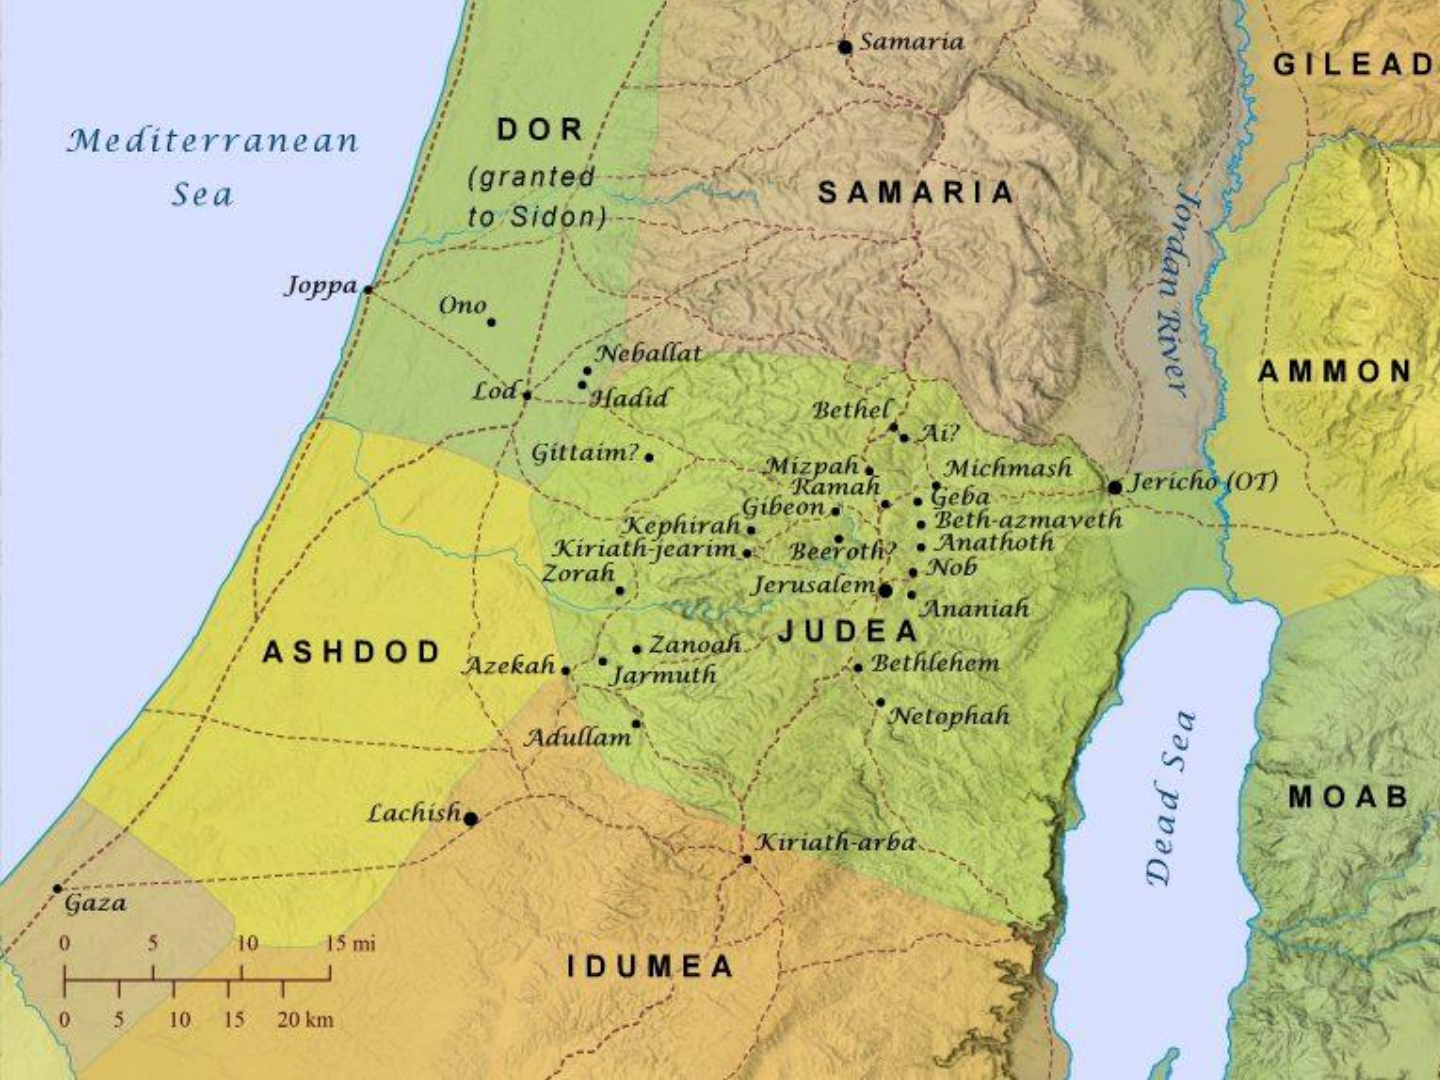 Samaria
GILEAD
Mediterranean
Sea
DOR
(granted
to Sidon)
SAMARIA
Jordan River
Joppa
Ono
Neballat
Lod
Hadid
AMMON
Bethel
Ai?
Gittaim?
Mizpah
Michmash
Ramah
Jericho (OT)
Geba
Gibeon
Kephirah
Beth-azmaveth
Kiriath-jearim
Beeroth?
Anathoth
Zorah
Nob
Jerusalem
Ananiah
JUDEA
ASHDOD
Zanoah
Azekah
Jarmuth
Bethlehem
Netophah
Adullam
Dead Sea
MOAB
Lachish
Kiriath-arba
Gaza
0 5 10 15 mi
IDUMEA
0 5 10 15 20 km